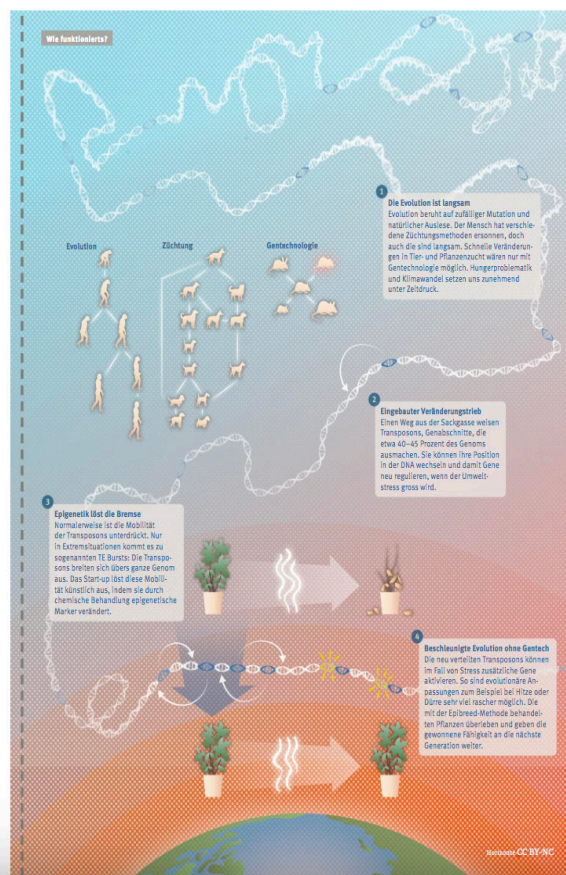 Wie funktionierts?
1
Die Evolution ist langsam
Evolution beruht auf zufälliger Mutation und
natürlicher Auslese. Der Mensch hat verschie-
dene Züchtungsmethoden ersonnen, doch
auch die sind langsam. Schnelle Veränderun-
gen in Tier- und Pflanzenzucht wären nur mit
Gentechnologie möglich. Hungerproblematik
und Klimawandel setzen uns zunehmend
unter Zeitdruck.
Evolution
Züchtung
Gentechnologie
2
Eingebauter Veränderungstrieb
Einen Weg aus der Sackgasse weisen
Transposons, Genabschnitte, die
etwa 40–45 Prozent des Genoms
ausmachen. Sie können ihre Position
in der DNA wechseln und damit Gene
neu regulieren, wenn der Umwelt-
stress gross wird.
3
Epigenetik löst die Bremse
Normalerweise ist die Mobilität
der Transposons unterdrückt. Nur
in Extremsituationen kommt es zu
sogenannten TE Bursts: Die Transpo-
sons breiten sich übers ganze Genom
aus. Das Start-up löst diese Mobili-
tät künstlich aus, indem sie durch
chemische Behandlung epigenetische
Marker verändert.
4
Beschleunigte Evolution ohne Gentech
Die neu verteilten Transposons können
im Fall von Stress zusätzliche Gene
aktivieren. So sind evolutionäre An-
passungen zum Beispiel bei Hitze oder
Dürre sehr viel rascher möglich. Die
mit der Epibreed-Methode behandel-
ten Pflanzen überleben und geben die
gewonnene Fähigkeit an die nächste
Generation weiter.
Horizonte CC BY-NC